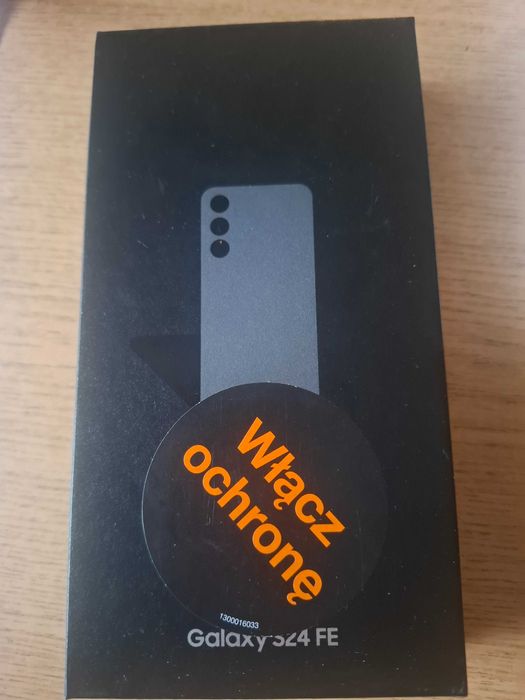 Włącz
ochronę
1300016033
Galaxy S24 FE